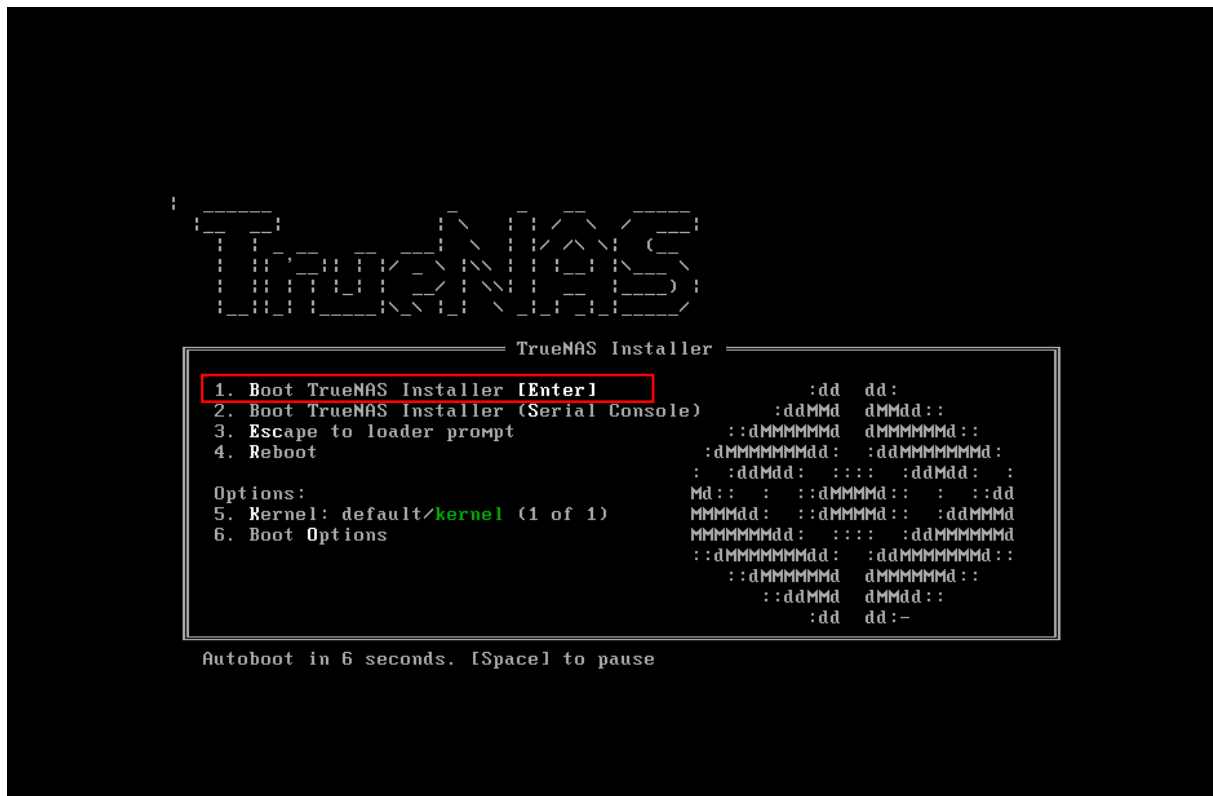 TrueNAS
TrueNAS Installer
1. Boot TrueNAS Installer [Enter]
2. Boot TrueNAS Installer (Serial Console)
3. Escape to loader prompt
4. Reboot
Options:
5. Kernel: default/kernel (1 of 1)
6. Boot Options
Autoboot in 6 seconds. [Space] to pause